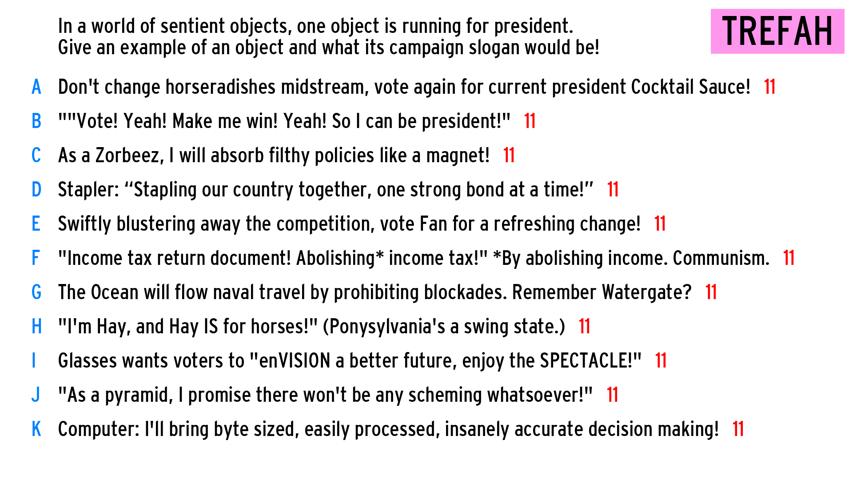 In a world of sentient objects, one object is running for president.
Give an example of an object and what its campaign slogan would be!
TREFAH
A Don't change horseradishes midstream, vote again for current president Cocktail Sauce! 11
B ""Vote! Yeah! Make me win! Yeah! So I can be president!" 11
C As a Zorbeez, I will absorb filthy policies like a magnet! 11
D Stapler: “Stapling our country together, one strong bond at a time!” 11
E Swiftly blustering away the competition, vote Fan for a refreshing change! 11
F "Income tax return document! Abolishing* income tax!" *By abolishing income. Communism. 11
G The Ocean will flow naval travel by prohibiting blockades. Remember Watergate? 11
H "I'm Hay, and Hay IS for horses!" (Ponysylvania's a swing state.) 11
I Glasses wants voters to "enVISION a better future, enjoy the SPECTACLE!" 11
J "As a pyramid, I promise there won't be any scheming whatsoever!" 11
K Computer: I'll bring byte sized, easily processed, insanely accurate decision making! 11